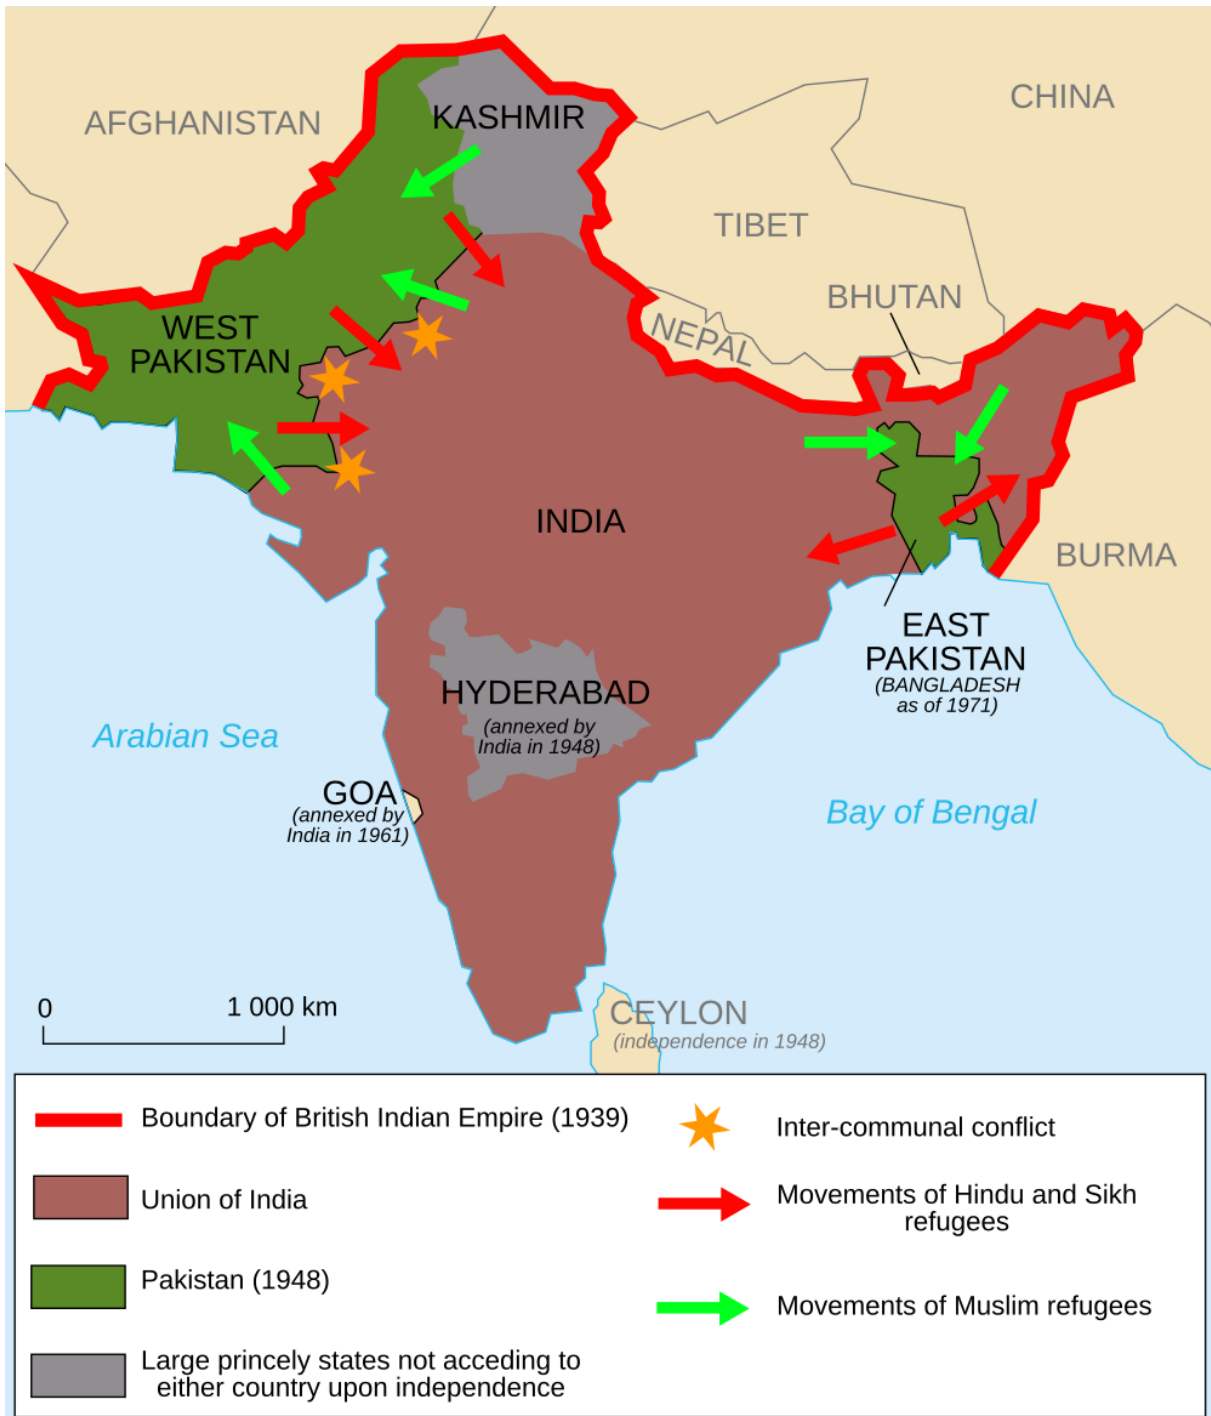 AFGHANISTAN
KASHMIR
CHINA
TIBET
BHUTAN
NEPAL
WEST
PAKISTAN
INDIA
BURMA
EAST
PAKISTAN
(BANGLADESH
as of 1971)
HYDERABAD
(annexed by
India in 1948)
Arabian Sea
GOA
(annexed by
India in 1961)
Bay of Bengal
0 1 000 km
CEYLON
(independence in 1948)
Boundary of British Indian Empire (1939)
Union of India
Pakistan (1948)
Large princely states not acceding to
either country upon independence
Inter-communal conflict
Movements of Hindu and Sikh
refugees
Movements of Muslim refugees